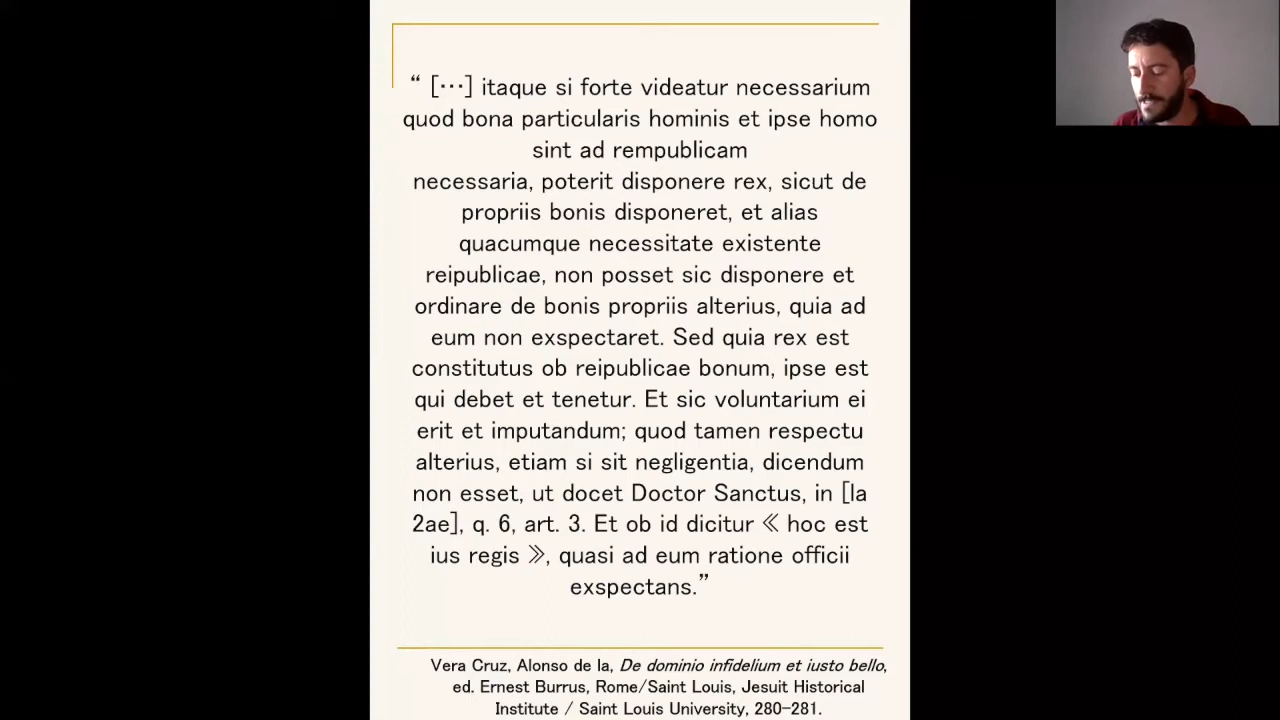 “ [···] itaque si forte videatur necessarium
quod bona particularis hominis et ipse homo
sint ad rempublicam
necessaria, poterit disponere rex, sicut de
propriis bonis disponeret, et alias
quacumque necessitate existente
reipublicae, non posset sic disponere et
ordinare de bonis propriis alterius, quia ad
eum non exspectaret. Sed quia rex est
constitutus ob reipublicae bonum, ipse est
qui debet et tenetur. Et sic voluntarium ei
erit et imputandum; quod tamen respectu
alterius, etiam si sit negligentia, dicendum
non esset, ut docet Doctor Sanctus, in [la
2ae], q. 6, art. 3. Et ob id dicitur ≪ hoc est
ius regis ≫, quasi ad eum ratione officii
exspectans.”
Vera Cruz, Alonso de la, De dominio infidelium et iusto bello,
ed. Ernest Burrus, Rome/Saint Louis, Jesuit Historical
Institute / Saint Louis University, 280-281.